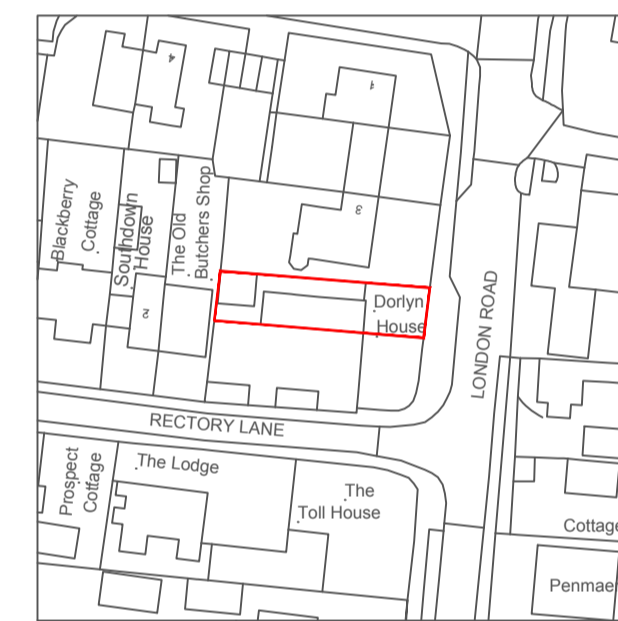 4
1
3
Blackberry
Cottage
Southdown
House
The Old
Butchers Shop
2
Dorlyn
House
LONDON ROAD
RECTORY LANE
Prospect
Cottage
The Lodge
The
Toll House
Cottage
Penmae